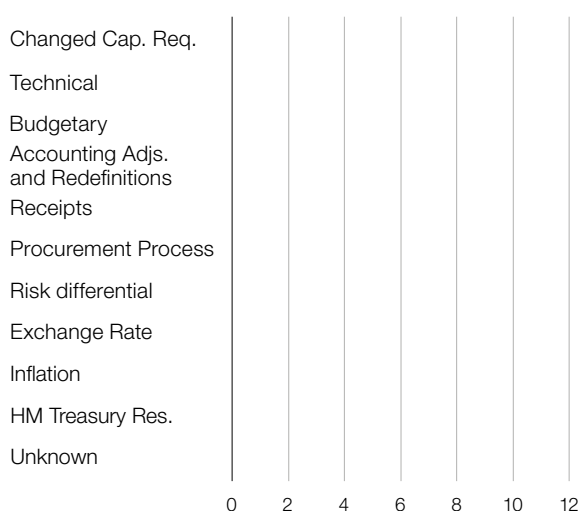 Changed Cap. Req.
Technical
Budgetary
Accounting Adjs.
and Redefinitions
Receipts
Procurement Process
Risk differential
Exchange Rate
Inflation
HM Treasury Res.
Unknown
0 2 4 6 8 10 12